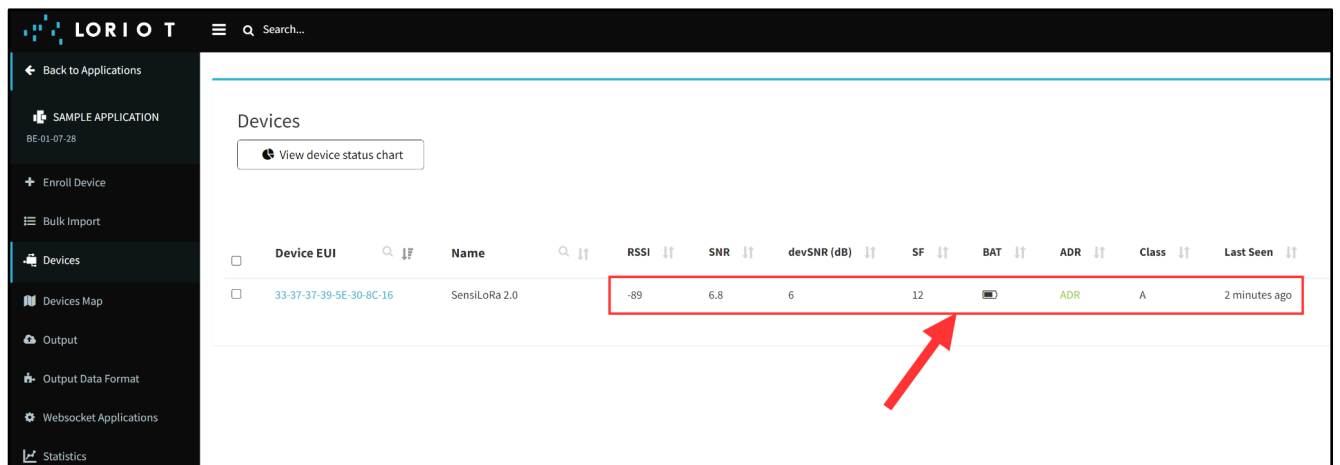 LORIOT
Search...
Back to Applications
SAMPLE APPLICATION
BE-01-07-28
Enroll Device
Bulk Import
Devices
Devices Map
Output
Output Data Format
Websocket Applications
Statistics
Devices
View device status chart
Device EUI Name RSSI SNR devSNR (dB) SF BAT ADR Class Last Seen
33-37-37-39-5E-30-8C-16 SensiLoRa 2.0 -89 6.8 6 12 ADR A 2 minutes ago